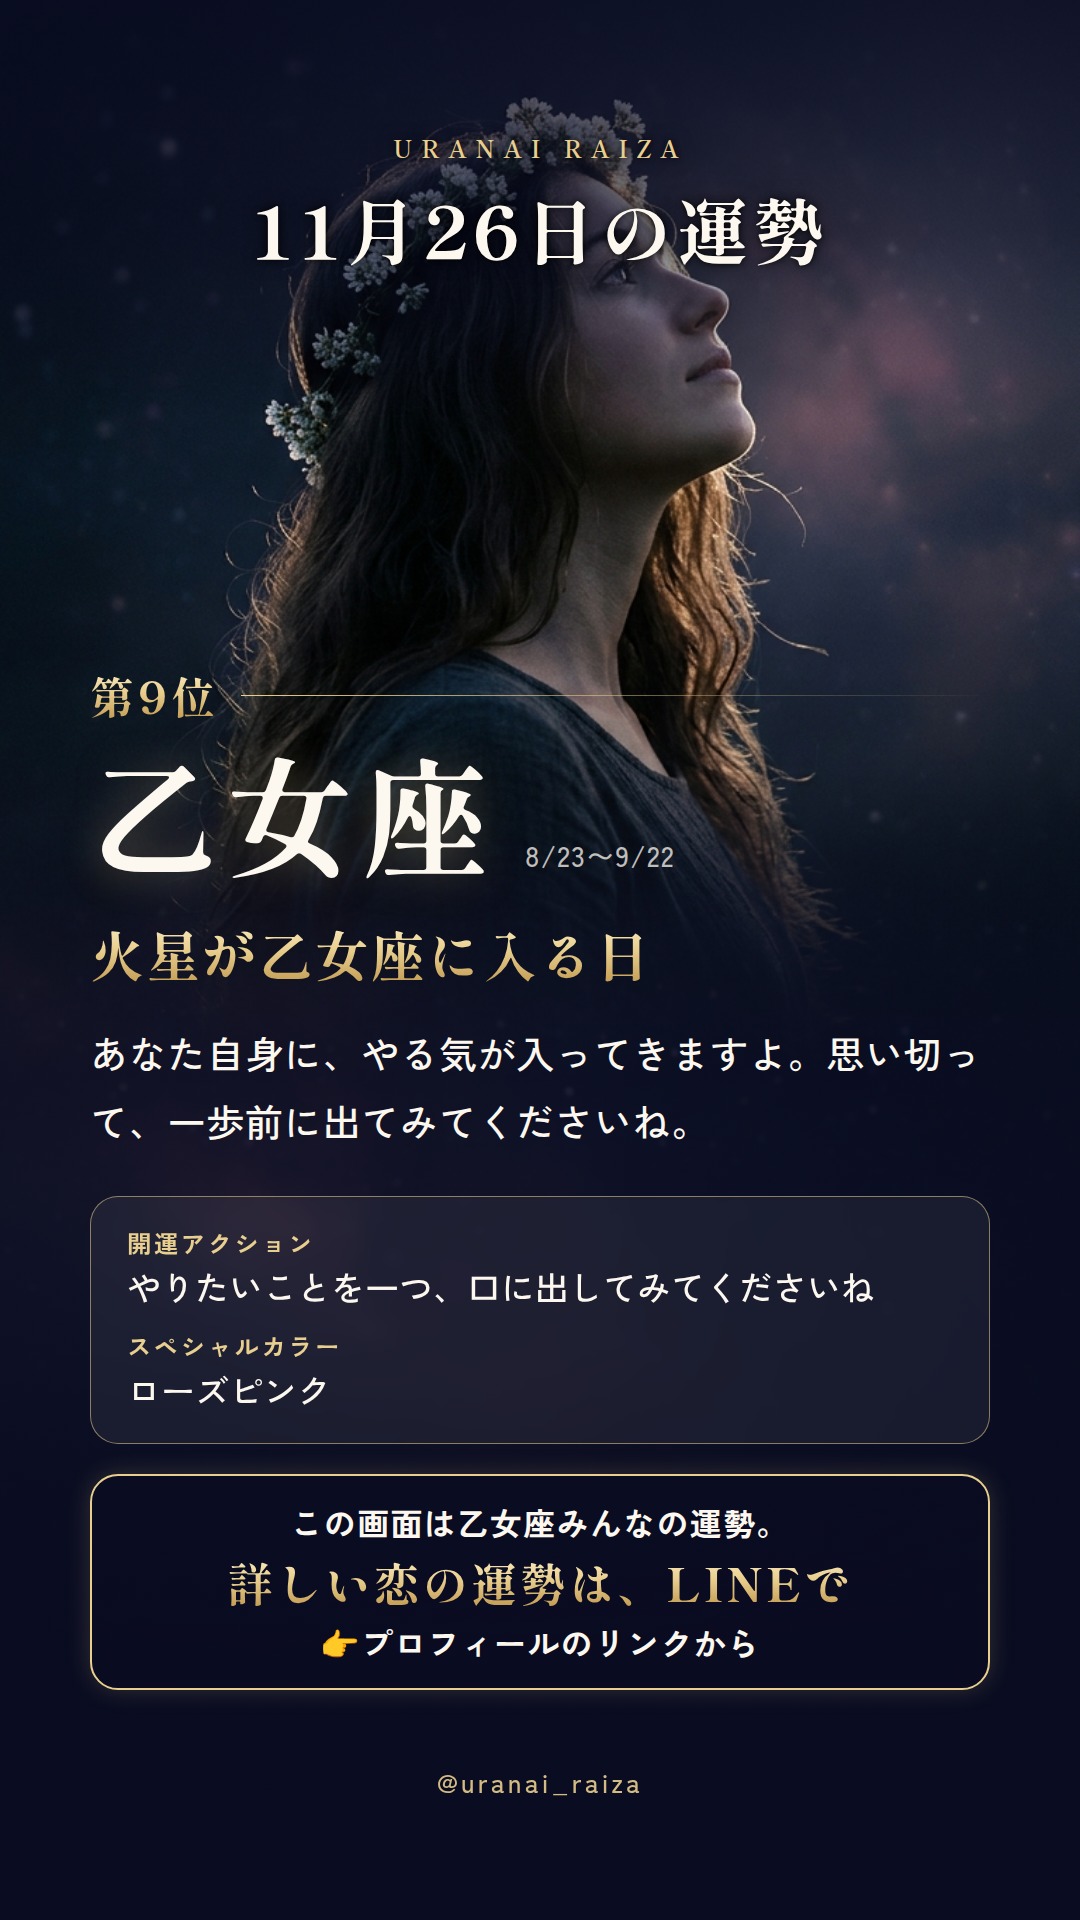 URANAI RAIZA
11月26日の運勢
第9位
乙女座 8/23〜9/22
火星が乙女座に入る日
あなた自身に、やる気が入ってきますよ。思い切っ
て、一歩前に出てみてくださいね。
開運アクション
やりたいことを一つ、口に出してみてくださいね
スペシャルカラー
ローズピンク
この画面は乙女座みんなの運勢。
詳しい恋の運勢は、LINEで
👉プロフィールのリンクから
@uranai_raiza